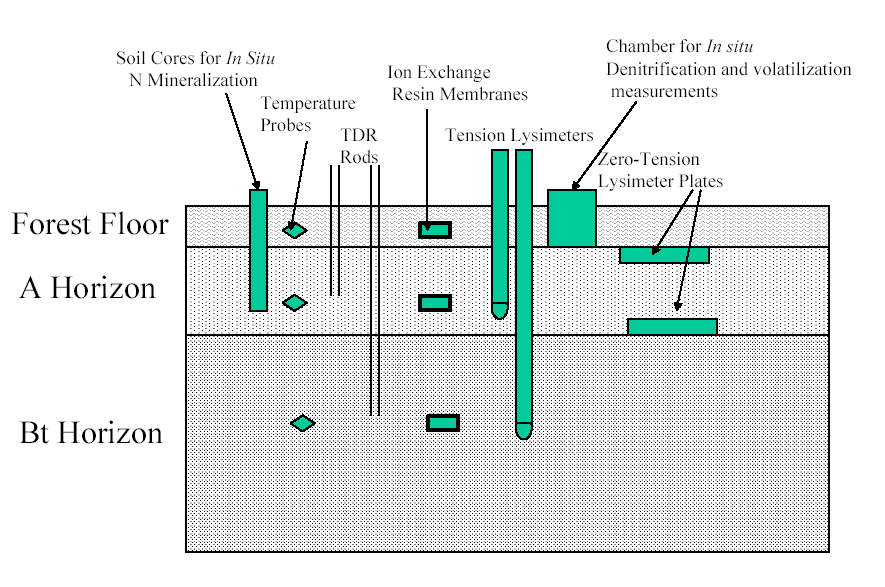 Soil Cores for In Situ
N Mineralization
Temperature
Probes
TDR
Rods
Ion Exchange
Resin Membranes
Tension Lysimeters
Chamber for In situ
Denitrification and volatilization
measurements
Zero-Tension
Lysimeter Plates
Forest Floor
A Horizon
Bt Horizon